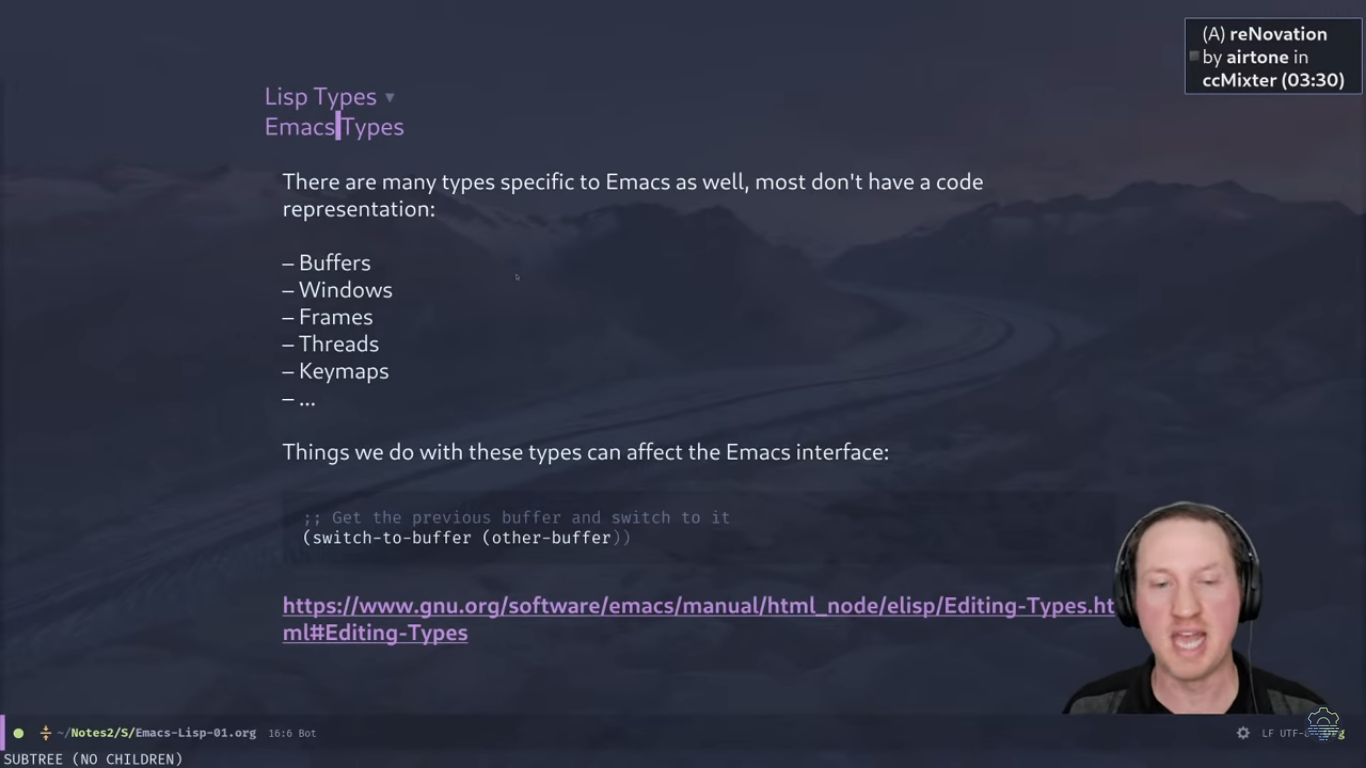 (A) reNovation
by airtone in
ccMixter (03:30)
Lisp Types ▾
Emacs Types
There are many types specific to Emacs as well, most don't have a code
representation:
– Buffers
– Windows
– Frames
– Threads
– Keymaps
– ...
Things we do with these types can affect the Emacs interface:
;; Get the previous buffer and switch to it
(switch-to-buffer (other-buffer))
https://www.gnu.org/software/emacs/manual/html_node/elisp/Editing-Types.ht
ml#Editing-Types
~/Notes2/S/Emacs-Lisp-01.org 16:6 Bot
LF
SUBTREE (NO CHILDREN)